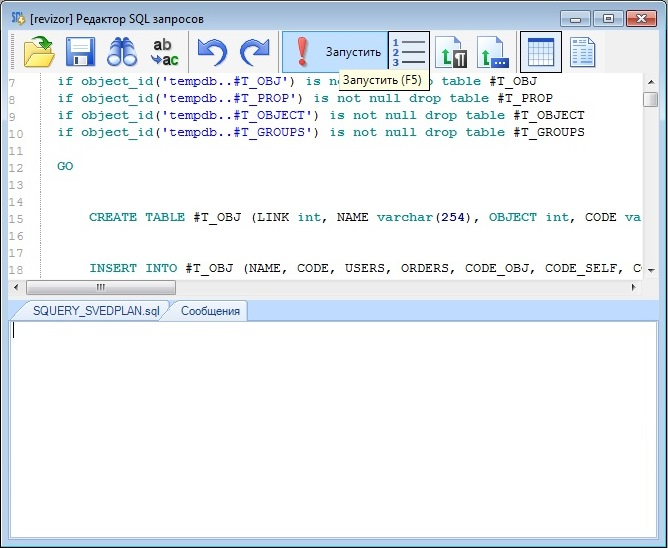 [revizor] Редактор SQL запросов
ab
ac
Запустить
1
2
3
Запустить (F5)
7 if object_id('tempdb..#T_OBJ') is no p table #T_OBJ
8 if object_id('tempdb..#T_PROP') is not null drop table #T_PROP
9 if object_id('tempdb..#T_OBJECT') is not null drop table #T_OBJECT
10 if object_id('tempdb..#T_GROUPS') is not null drop table #T_GROUPS
11
12 GO
13
14
15 CREATE TABLE #T_OBJ (LINK int, NAME varchar(254), OBJECT int, CODE va
16
17
18 INSERT INTO #T_OBJ (NAME, CODE, USERS, ORDERS, CODE_OBJ, CODE_SELF, C
SQUERY_SVEDPLAN.sql Сообщения